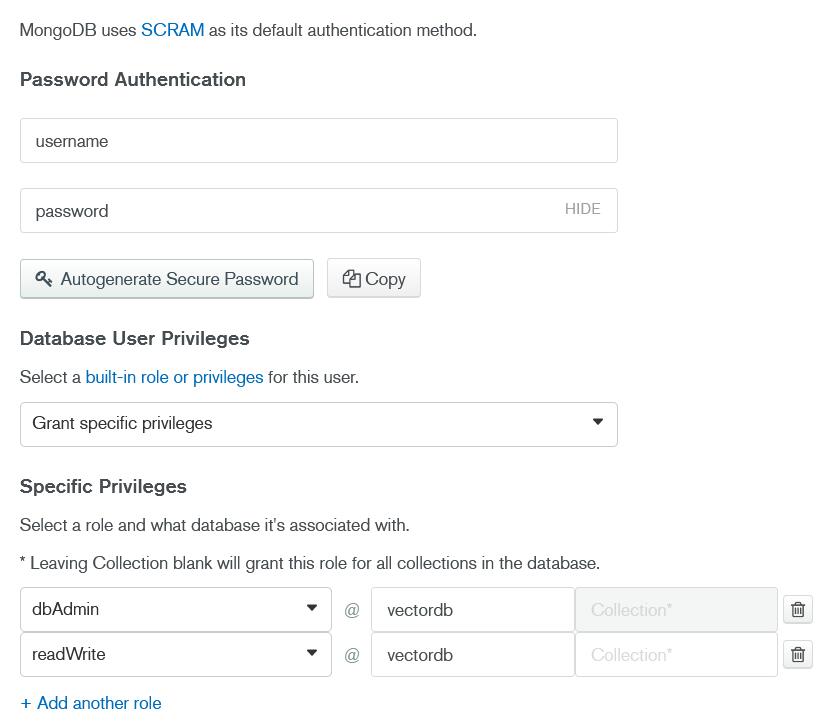 MongoDB uses SCRAM as its default authentication method.
Password Authentication
username
password HIDE
Autogenerate Secure Password Copy
Database User Privileges
Select a built-in role or privileges for this user.
Grant specific privileges
Specific Privileges
Select a role and what database it's associated with.
* Leaving Collection blank will grant this role for all collections in the database.
dbAdmin @ vectordb Collection*
readWrite @ vectordb Collection*
+ Add another role